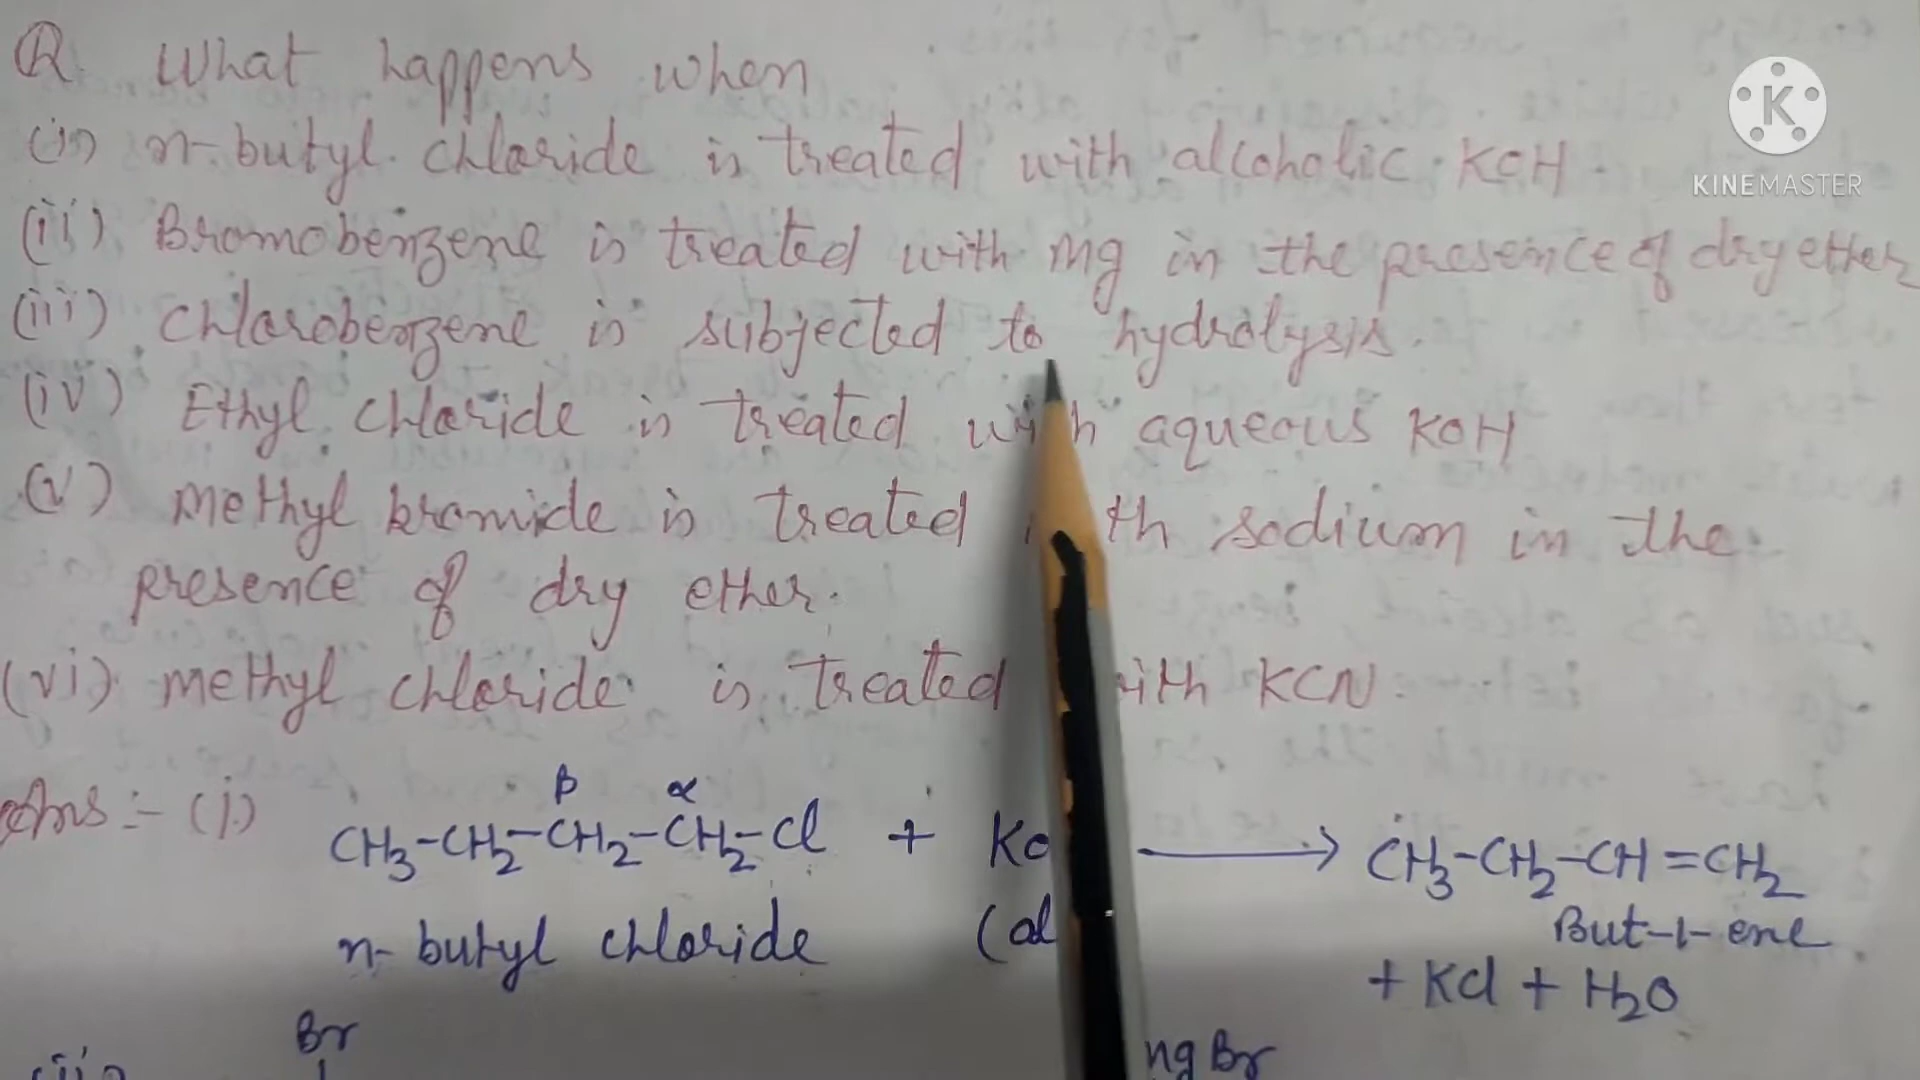 Q What happens when
(i) n-butyl chloride is treated with alcoholic KOH.
(ii) Bromobenzene is treated with Mg in the presence of dry ether
(iii) Chlorobenzene is subjected to hydrolysis.
(iv) Ethyl chloride is treated with aqueous KOH
(v) Methyl bromide is treated with sodium in the
presence of dry ether.
(vi) methyl chloride is treated with KCN.
Ans :- (i) CH3-CH2-CH2-CH2-Cl + KO → CH3-CH2-CH=CH2
β α
n-butyl chloride (al But-1-ene
+ KCl + H2O
Br
(ii) MgBr
K
KINEMASTER